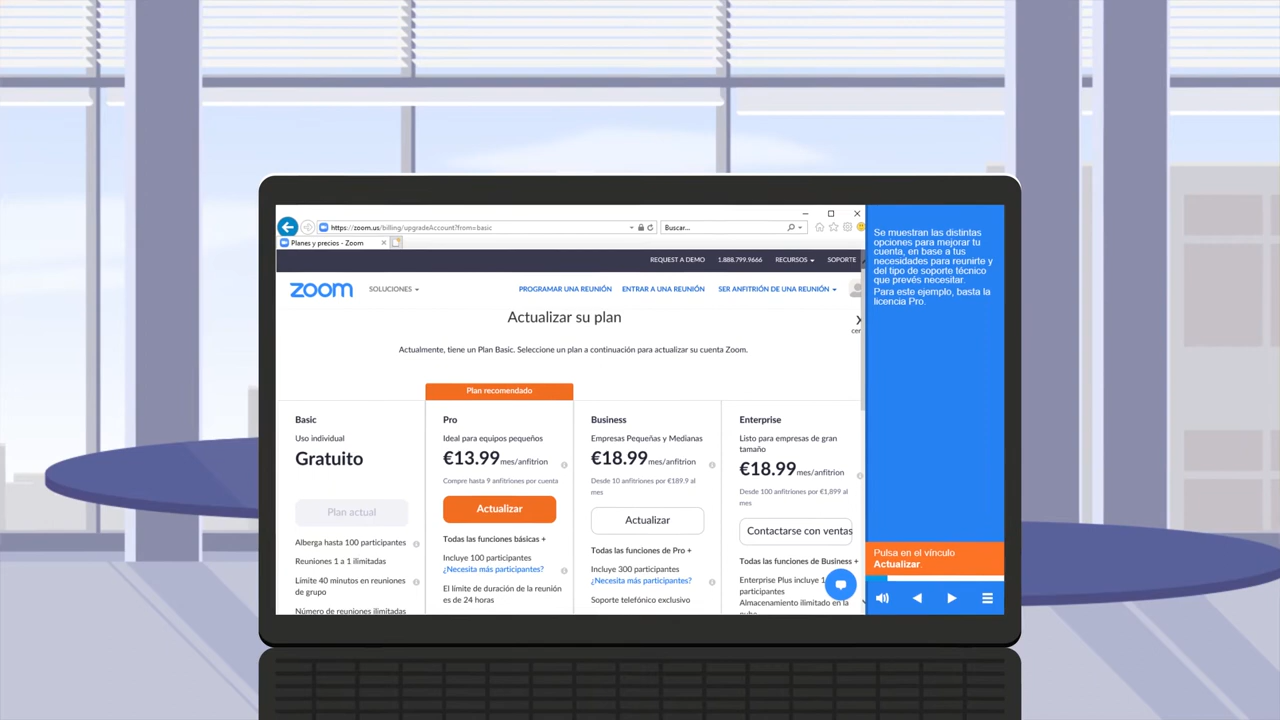 https://zoom.us/billing/upgradeAccount?from=basic
Buscar...
Planes y precios - Zoom
REQUEST A DEMO 1.888.799.9666 RECURSOS SOPORTE
zoom SOLUCIONES PROGRAMAR UNA REUNIÓN ENTRAR A UNA REUNIÓN SER ANFITRIÓN DE UNA REUNIÓN
Actualizar su plan
X
cer
Actualmente, tiene un Plan Basic. Seleccione un plan a continuación para actualizar su cuenta Zoom.
Basic
Uso individual
Gratuito
Plan actual
Alberga hasta 100 participantes
Reuniones 1 a 1 ilimitadas
Límite 40 minutos en reuniones
de grupo
Número de reuniones ilimitadas
Plan recomendado
Pro
Ideal para equipos pequeños
€13.99 mes/anfitrion
Compre hasta 9 anfitriones por cuenta
Actualizar
Todas las funciones básicas +
Incluye 100 participantes
¿Necesita más participantes?
El límite de duración de la reunión
es de 24 horas
Business
Empresas Pequeñas y Medianas
€18.99 mes/anfitrion
Desde 10 anfitriones por €189.9 al
mes
Actualizar
Todas las funciones de Pro +
Incluye 300 participantes
¿Necesita más participantes?
Soporte telefónico exclusivo
Enterprise
Listo para empresas de gran
tamaño
€18.99 mes/anfitrion
Desde 100 anfitriones por €1,899 al
mes
Contactarse con ventas
Todas las funciones de Business +
Enterprise Plus incluye 1
participantes
Almacenamiento ilimitado en la
nube
Se muestran las distintas
opciones para mejorar tu
cuenta, en base a tus
necesidades para reunirte y
del tipo de soporte técnico
que prevés necesitar.
Para este ejemplo, basta la
licencia Pro.
Pulsa en el vínculo
Actualizar.